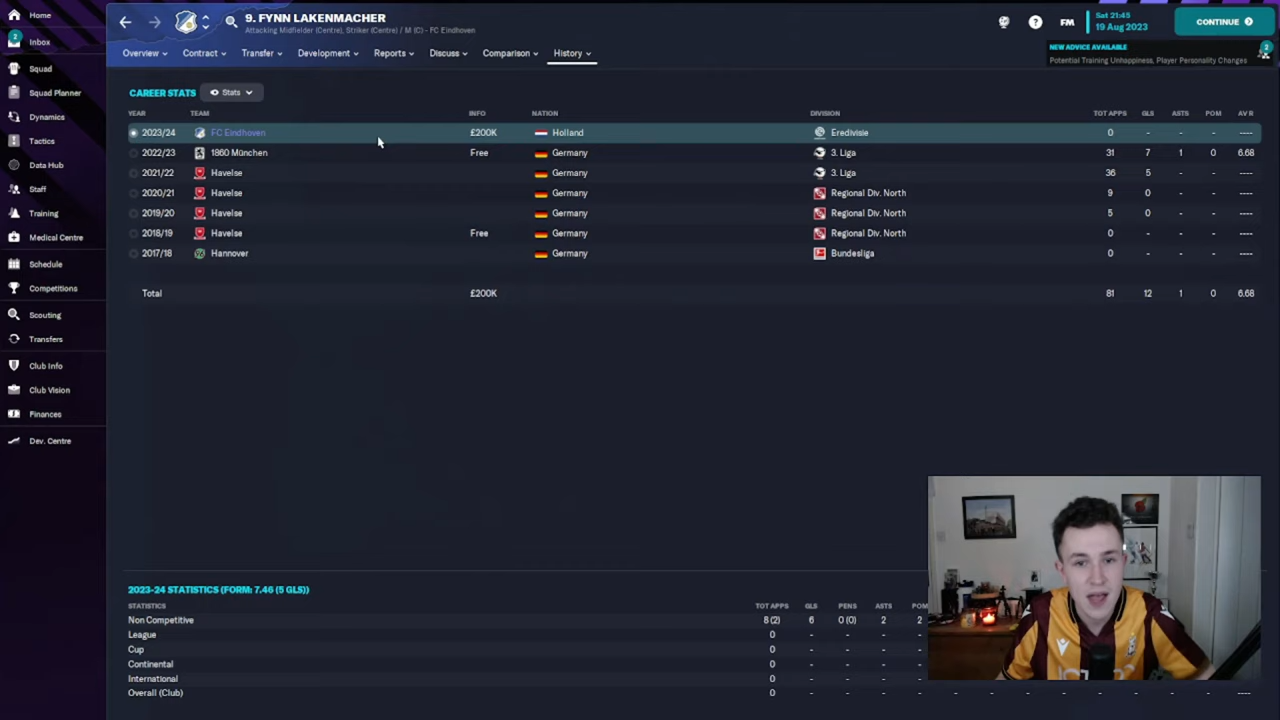 Home
9. FYNN LAKENMACHER
Attacking Midfielder (Centre), Striker (Centre) / M (C) - FC Eindhoven
FM
Sat 21:45
19 Aug 2023
CONTINUE
2
Inbox
Overview
Contract
Transfer
Development
Reports
Discuss
Comparison
History
NEW ADVICE AVAILABLE
Potential Training Unhappiness, Player Personality Changes
2
Squad
Squad Planner
Dynamics
Tactics
Data Hub
Staff
Training
Medical Centre
Schedule
Competitions
Scouting
Transfers
Club Info
Club Vision
Finances
Dev. Centre
CAREER STATS
Stats
YEAR TEAM INFO NATION DIVISION TOT APPS GLS ASTS POM AV R
2023/24 FC Eindhoven £200K Holland Eredivisie 0 - - - ----
2022/23 1860 München Free Germany 3. Liga 31 7 1 0 6.68
2021/22 Havelse Germany 3. Liga 36 5 - - ----
2020/21 Havelse Germany Regional Div. North 9 0 - - ----
2019/20 Havelse Germany Regional Div. North 5 0 - - ----
2018/19 Havelse Free Germany Regional Div. North 0 - - - ----
2017/18 Hannover Germany Bundesliga 0 - - - ----
Total £200K 81 12 1 0 6.68
2023-24 STATISTICS (FORM: 7.46 (5 GLS))
STATISTICS TOT APPS GLS PENS ASTS POM
Non Competitive 8 (2) 6 0 (0) 2 2
League 0 - - - -
Cup 0 - - - -
Continental 0 - - - -
International 0 - - - -
Overall (Club) 0 - - - - - - - - - - ----